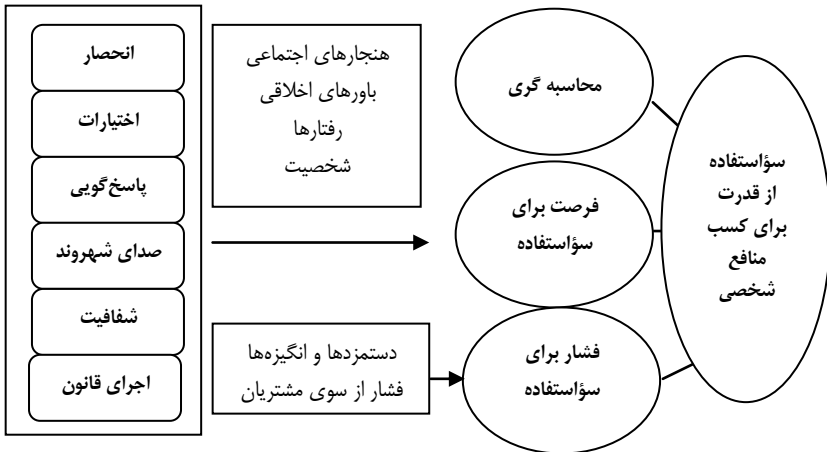 انحصار
اختیارات
پاسخ‌گویی
صدای شهروند
شفافیت
اجرای قانون
هنجارهای اجتماعی
باورهای اخلاقی
رفتارها
شخصیت
دستمزدها و انگیزه‌ها
فشار از سوی مشتریان
محاسبه گری
فرصت برای
سؤاستفاده
فشار برای
سؤاستفاده
سؤاستفاده
از قدرت
برای کسب
منافع
شخصی